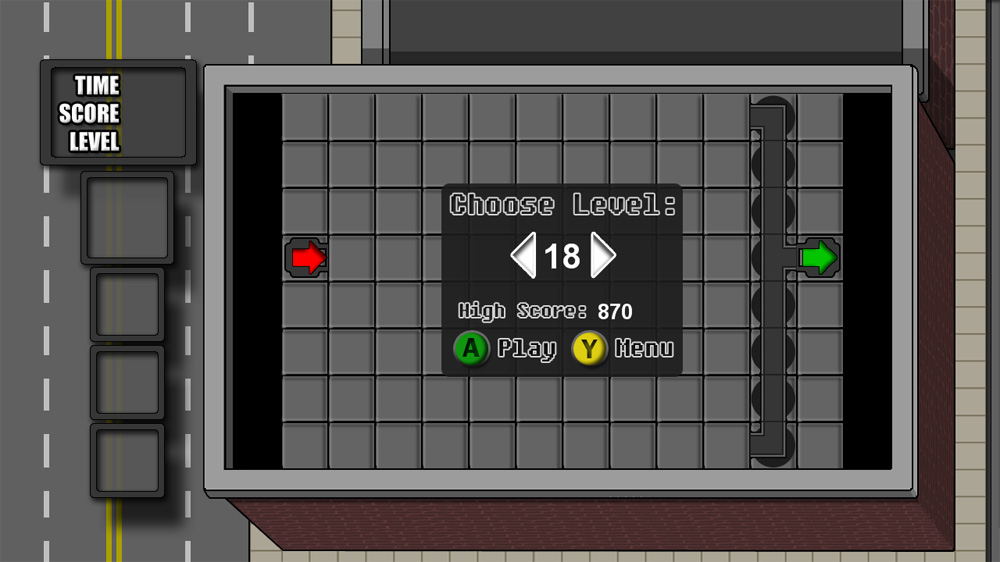 TIME
SCORE
LEVEL
Choose Level:
18
High Score: 870
A Play Y Menu